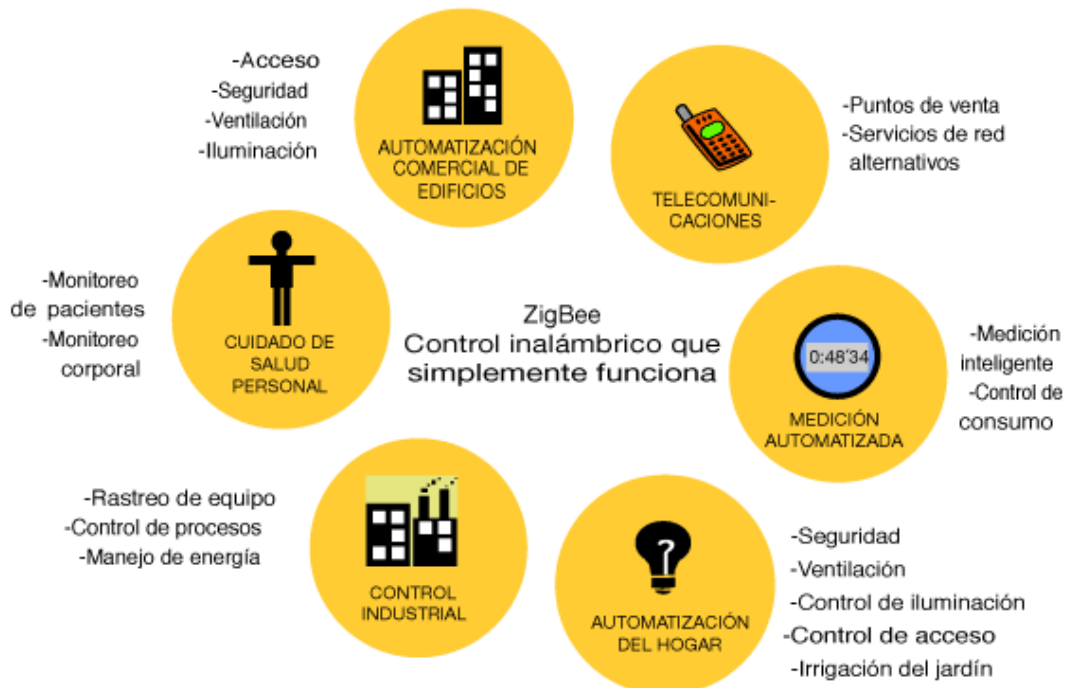 -Acceso
-Seguridad
-Ventilación
-Iluminación
AUTOMATIZACIÓN
COMERCIAL DE
EDIFICIOS
TELECOMUNI-
CACIONES
-Puntos de venta
-Servicios de red
alternativos
-Monitoreo
de pacientes
-Monitoreo
corporal
CUIDADO DE
SALUD
PERSONAL
ZigBee
Control inalámbrico que
simplemente funciona
0:48'34
MEDICIÓN
AUTOMATIZADA
-Medición
inteligente
-Control de
consumo
-Rastreo de equipo
-Control de procesos
-Manejo de energía
CONTROL
INDUSTRIAL
?
AUTOMATIZACIÓN
DEL HOGAR
-Seguridad
-Ventilación
-Control de iluminación
-Control de acceso
-Irrigación del jardín